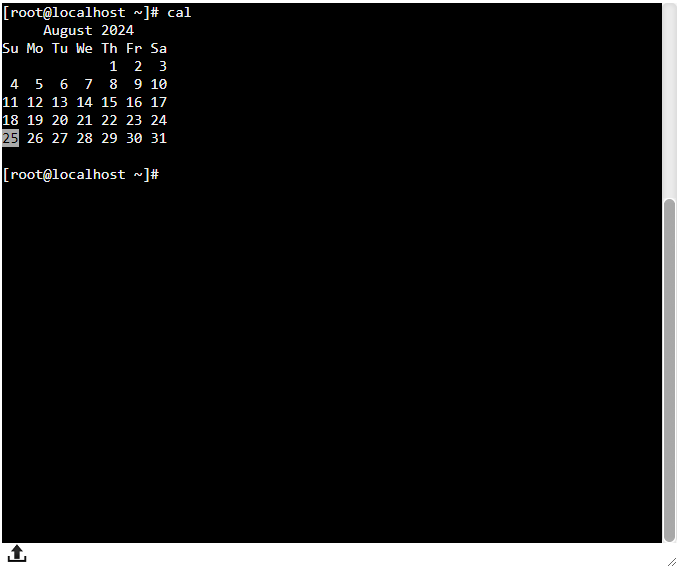 [root@localhost ~]# cal
    August 2024
Su Mo Tu We Th Fr Sa
             1  2  3
 4  5  6  7  8  9 10
11 12 13 14 15 16 17
18 19 20 21 22 23 24
25 26 27 28 29 30 31
[root@localhost ~]#